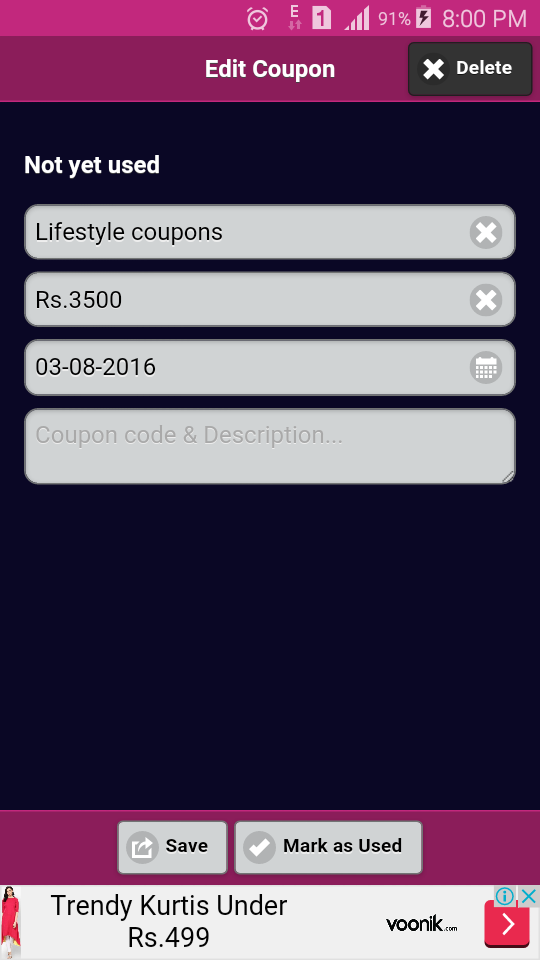 E
1
91%
8:00 PM
Edit Coupon
Delete
Not yet used
Lifestyle coupons
Rs.3500
03-08-2016
Coupon code & Description...
Save
Mark as Used
Trendy Kurtis Under
Rs.499
voonik.com